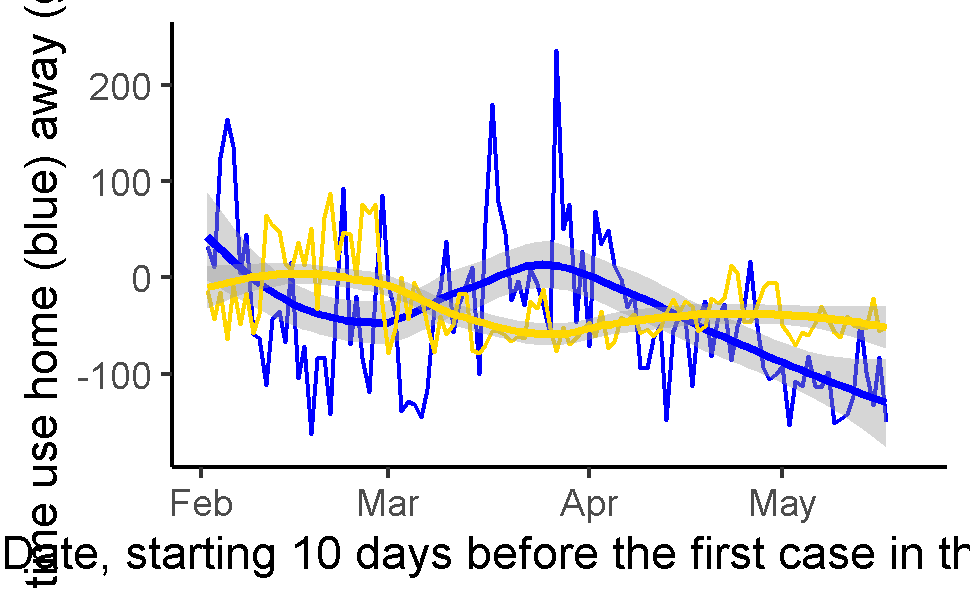 time use home (blue) away (
200
100
0
-100
Feb Mar Apr May
Date, starting 10 days before the first case in th